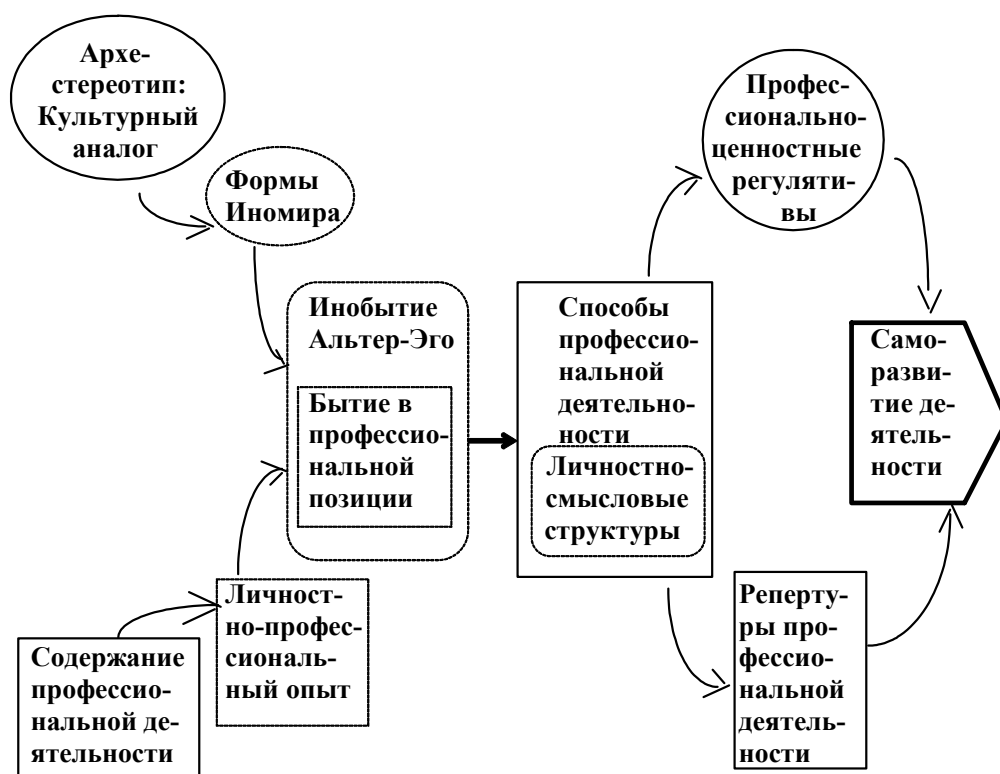 Архе-
стереотип:
Культурный
аналог
Формы
Иномира
Инобытие
Альтер-Эго
Бытие в
профессио-
нальной
позиции
Личност-
но-профес-
сиональ-
ный опыт
Содержание
профессио-
нальной де-
ятельности
Способы
профессио-
нальной
деятельно-
ности
Личностно-
смысловые
структуры
Профес-
сионально-
ценностные
регуляти-
вы
Само-
разви-
тие де-
ятель-
ности
Реперту-
ры про-
фессио-
нальной
деятель-
ности